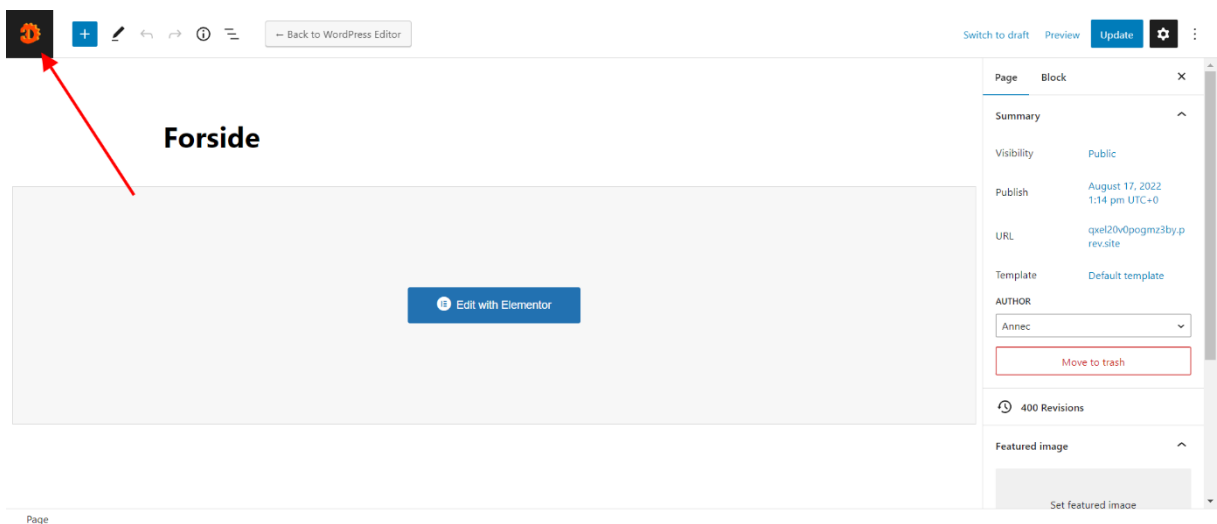 ← Back to WordPress Editor
Switch to draft Preview Update
Page Block
Summary
Forside
Visibility Public
Publish August 17, 2022
1:14 pm UTC+0
URL qxel20v0pogmz3by.p
rev.site
Template Default template
AUTHOR
Annec
Edit with Elementor
Move to trash
400 Revisions
Featured image
Set featured image
Page